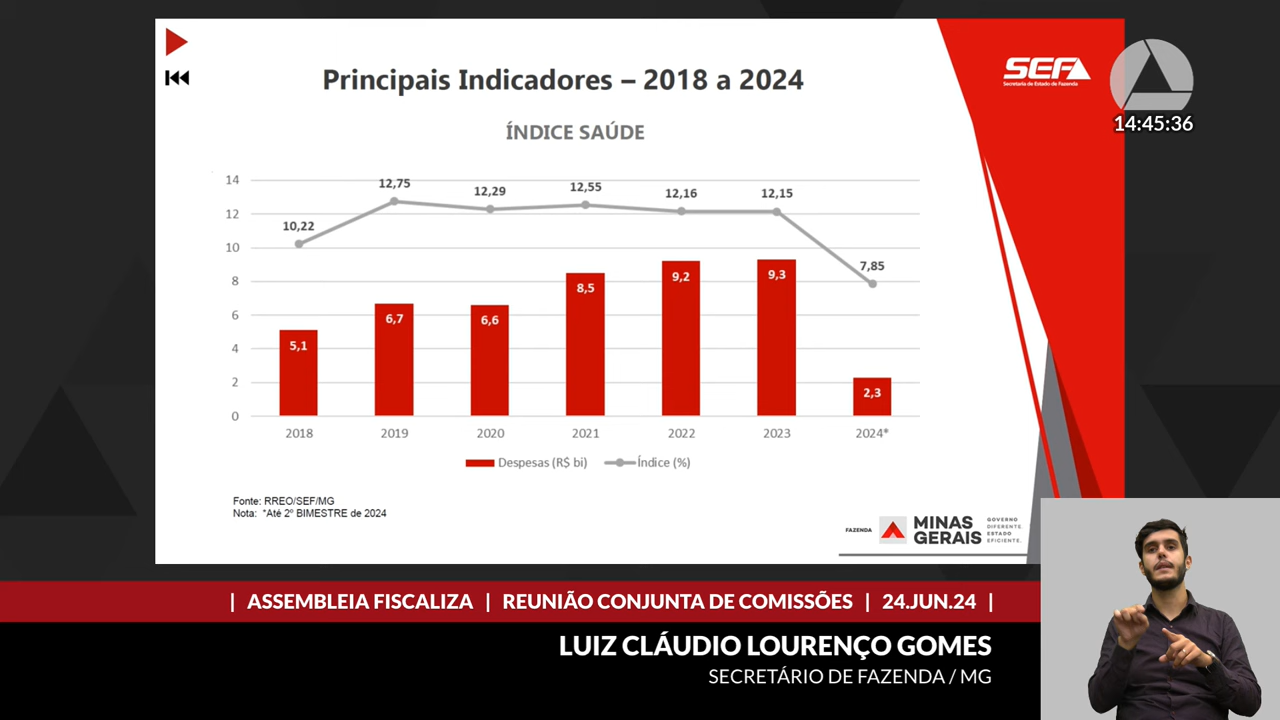 Principais Indicadores – 2018 a 2024
SEF
Secretaria de Estado de Fazenda
14:45:36
ÍNDICE SAÚDE
14
12
10
8
6
4
2
0
10,22
12,75
12,29
12,55
12,16
12,15
7,85
5,1
6,7
6,6
8,5
9,2
9,3
2,3
2018
2019
2020
2021
2022
2023
2024*
Despesas (R$ bi)
Índice (%)
Fonte: RREO/SEF/MG
Nota: *Até 2º BIMESTRE de 2024
FAZENDA
MINAS
GERAIS
GOVERNO
DIFERENTE.
ESTADO
EFICIENTE.
| ASSEMBLEIA FISCALIZA | REUNIÃO CONJUNTA DE COMISSÕES | 24.JUN.24 |
LUIZ CLÁUDIO LOURENÇO GOMES
SECRETÁRIO DE FAZENDA / MG